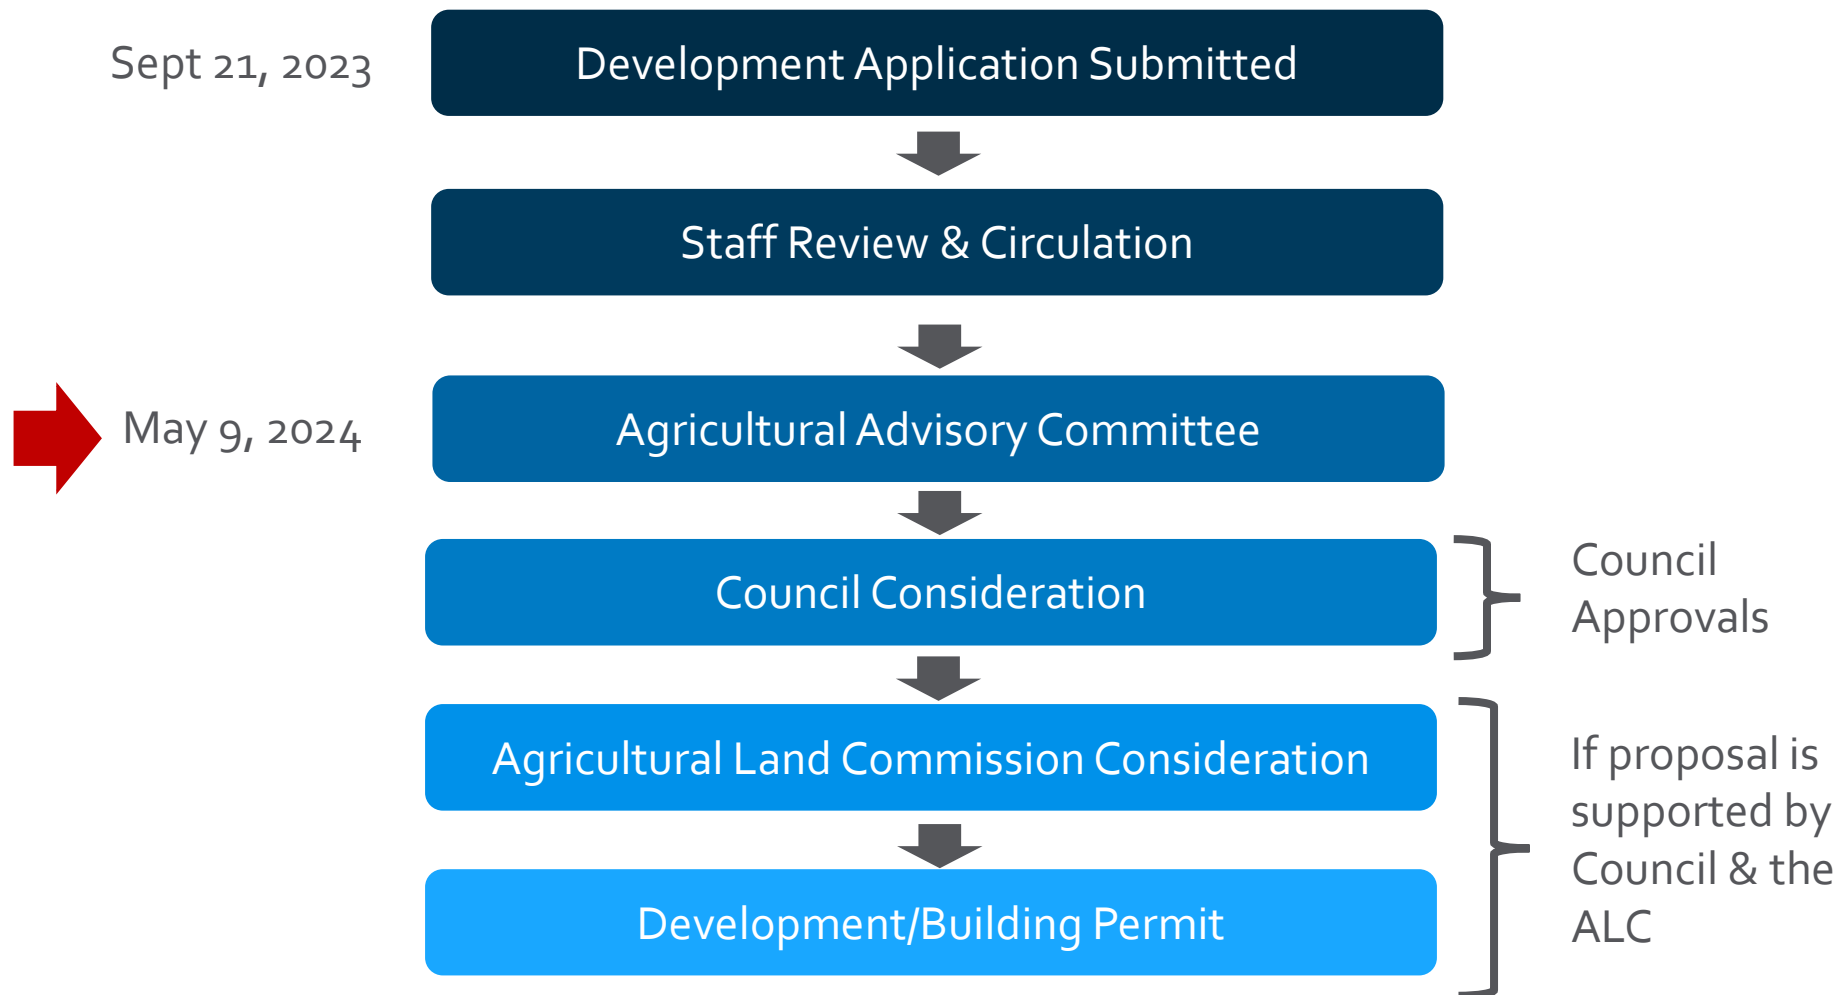 Sept 21, 2023
Development Application Submitted
Staff Review & Circulation
May 9, 2024
Agricultural Advisory Committee
Council Consideration
Council
Approvals
Agricultural Land Commission Consideration
If proposal is
supported by
Council & the
ALC
Development/Building Permit